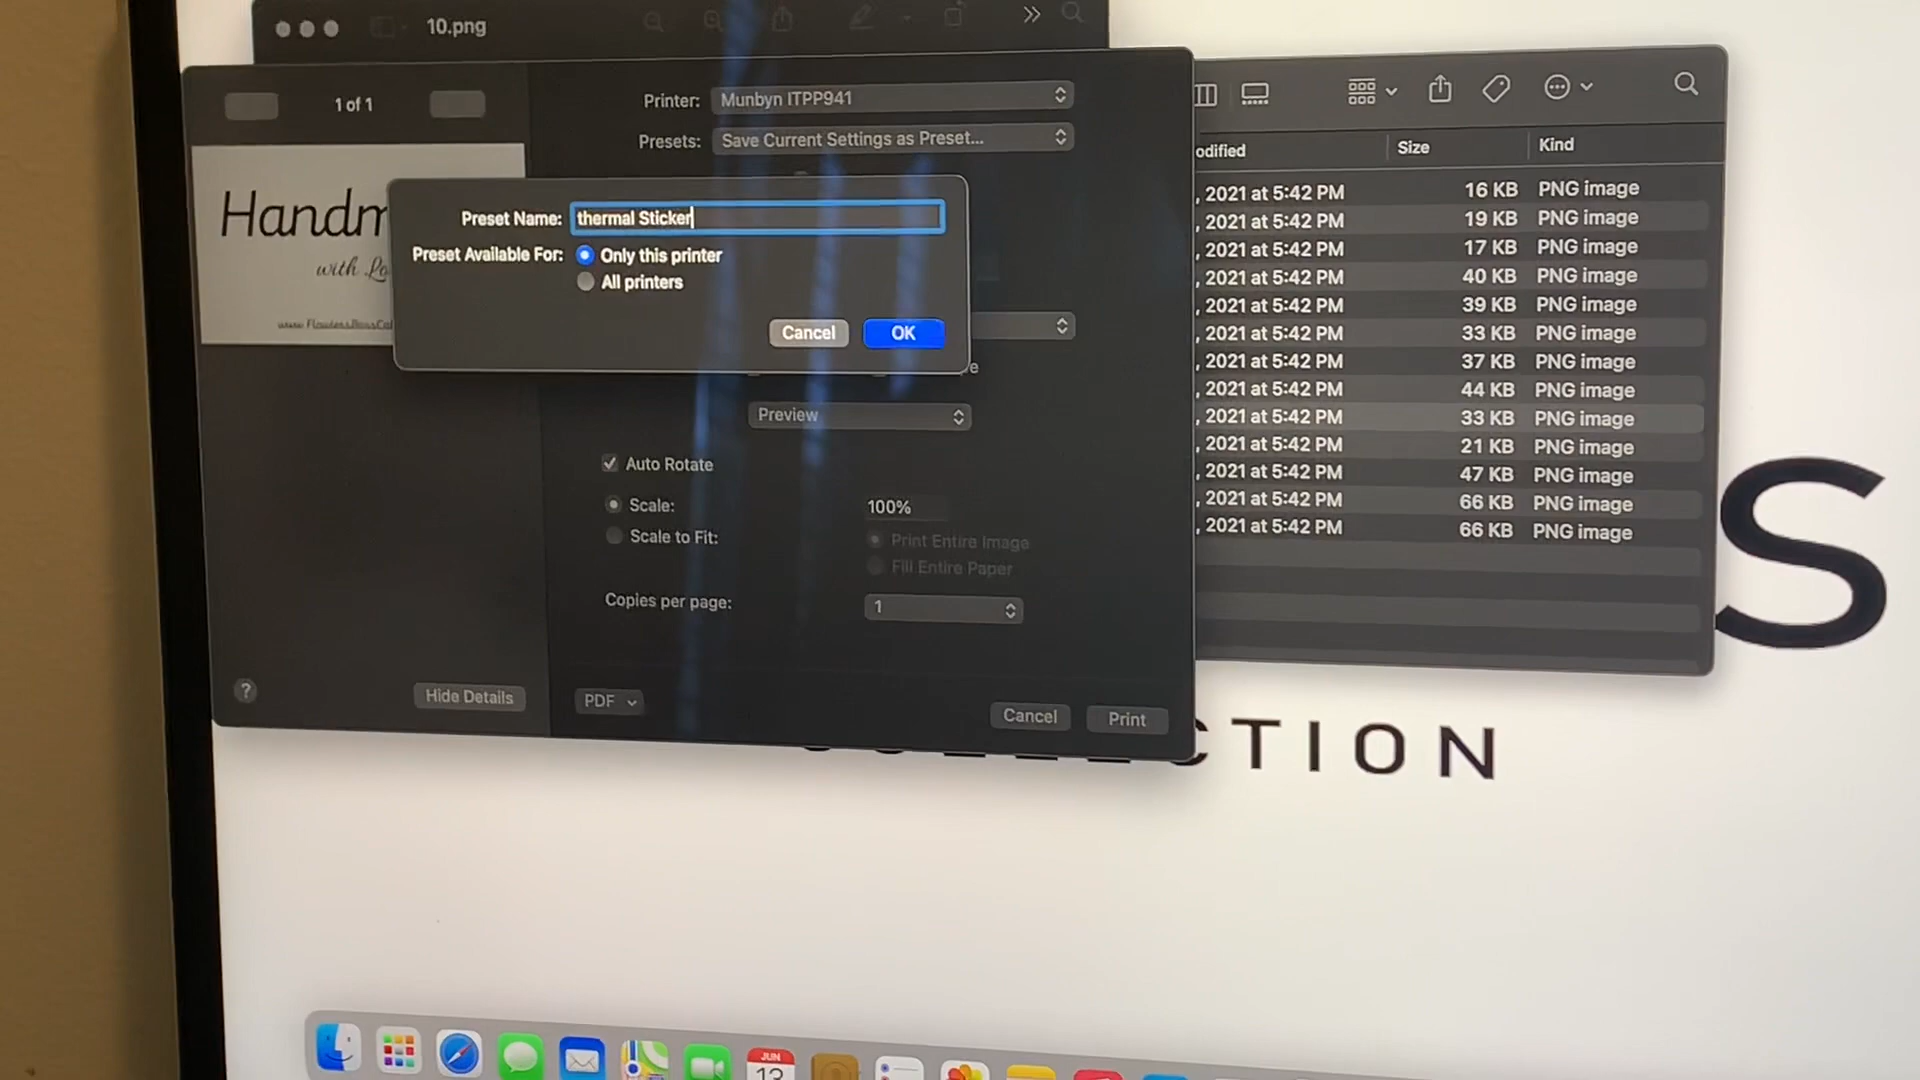 10.png
1 of 1
Printer: Munbyn ITPP941
Presets: Save Current Settings as Preset...
Handm
with Lo
Preset Name: thermal Sticker
Preset Available For: Only this printer
All printers
Cancel OK
Preview
Auto Rotate
Scale: 100%
Scale to Fit: Print Entire Image
Fill Entire Paper
Copies per page: 1
? Hide Details PDF Cancel Print
odified Size Kind
, 2021 at 5:42 PM 16 KB PNG image
, 2021 at 5:42 PM 19 KB PNG image
, 2021 at 5:42 PM 17 KB PNG image
, 2021 at 5:42 PM 40 KB PNG image
, 2021 at 5:42 PM 39 KB PNG image
, 2021 at 5:42 PM 33 KB PNG image
, 2021 at 5:42 PM 37 KB PNG image
, 2021 at 5:42 PM 44 KB PNG image
, 2021 at 5:42 PM 33 KB PNG image
, 2021 at 5:42 PM 21 KB PNG image
, 2021 at 5:42 PM 47 KB PNG image
, 2021 at 5:42 PM 66 KB PNG image
, 2021 at 5:42 PM 66 KB PNG image
S
CTION
JUN
13